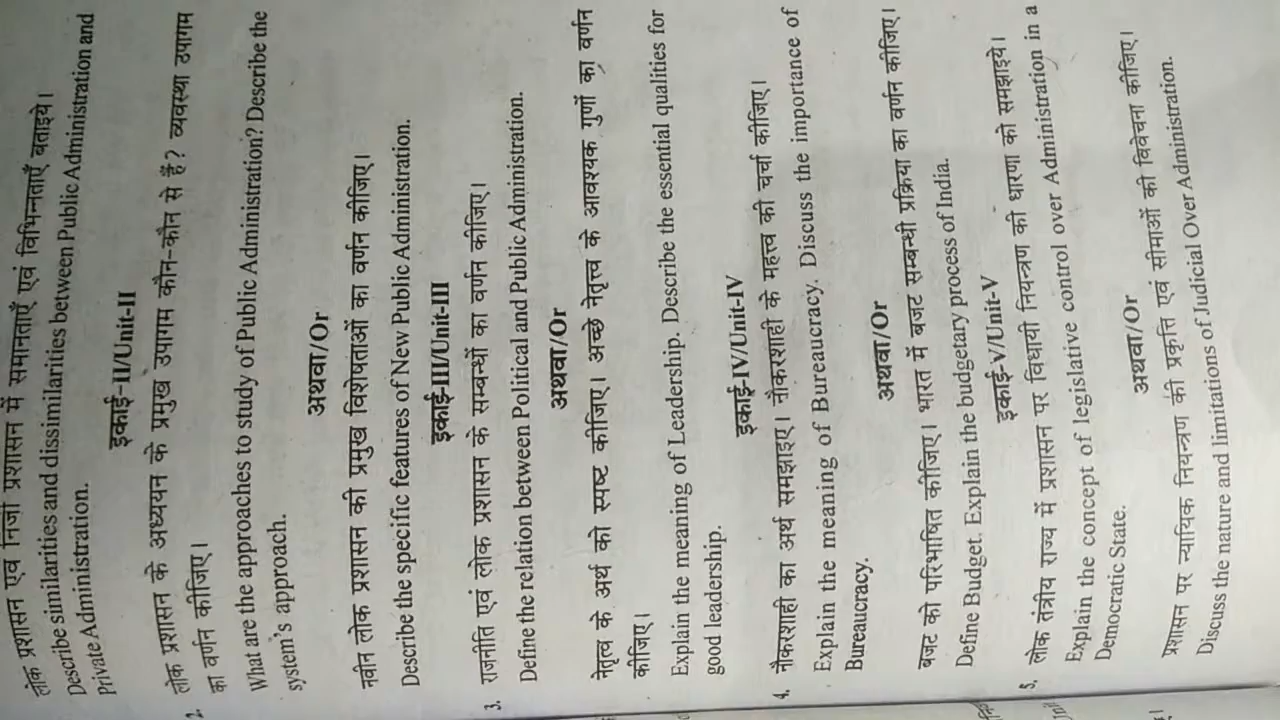 लोक प्रशासन एवं निजी प्रशासन में समानताएँ एवं विभिन्नताएँ बताइये।
Describe similarities and dissimilarities between Public Administration and
Private Administration.
इकाई-II/Unit-II
2. लोक प्रशासन के अध्ययन के प्रमुख उपागम कौन-कौन से हैं? व्यवस्था उपागम
का वर्णन कीजिए।
What are the approaches to study of Public Administration? Describe the
system's approach.
अथवा/Or
नवीन लोक प्रशासन की प्रमुख विशेषताओं का वर्णन कीजिए।
Describe the specific features of New Public Administration.
इकाई-III/Unit-III
3. राजनीति एवं लोक प्रशासन के सम्बन्धों का वर्णन कीजिए।
Define the relation between Political and Public Administration.
अथवा/Or
नेतृत्व के अर्थ को स्पष्ट कीजिए। अच्छे नेतृत्व के आवश्यक गुणों का वर्णन
कीजिए।
Explain the meaning of Leadership. Describe the essential qualities for
good leadership.
इकाई-IV/Unit-IV
4. नौकरशाही का अर्थ समझाइए। नौकरशाही के महत्त्व की चर्चा कीजिए।
Explain the meaning of Bureaucracy. Discuss the importance of
Bureaucracy.
अथवा/Or
बजट को परिभाषित कीजिए। भारत में बजट सम्बन्धी प्रक्रिया का वर्णन कीजिए।
Define Budget. Explain the budgetary process of India.
इकाई-V/Unit-V
5. लोक तंत्रीय राज्य में प्रशासन पर विधायी नियन्त्रण की धारणा को समझाइये।
Explain the concept of legislative control over Administration in a
Democratic State.
अथवा/Or
प्रशासन पर न्यायिक नियन्त्रण की प्रकृत्ति एवं सीमाओं की विवेचना कीजिए।
Discuss the nature and limitations of Judicial Over Administration.